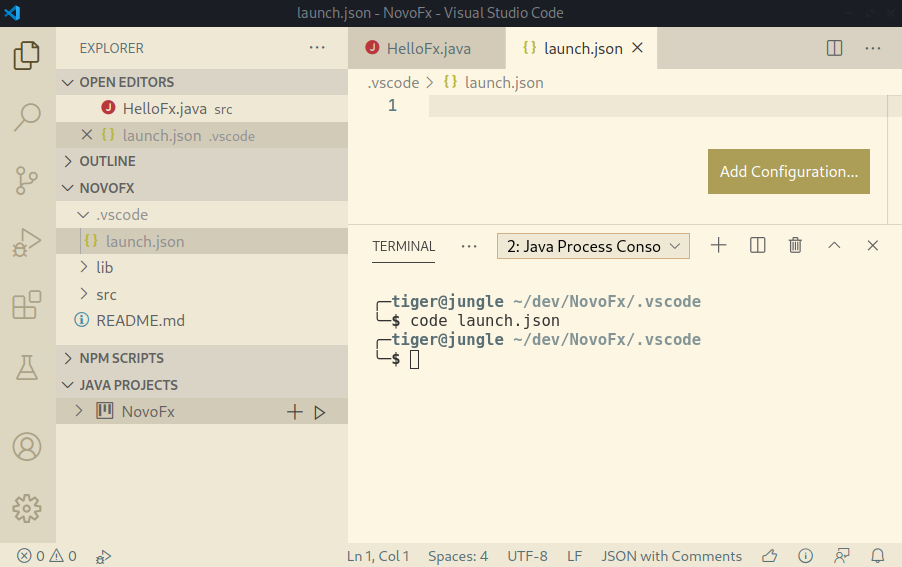 launch.json - NovoFx - Visual Studio Code
EXPLORER
OPEN EDITORS
HelloFx.java src
launch.json .vscode
OUTLINE
NOVOFX
.vscode
launch.json
lib
src
README.md
NPM SCRIPTS
JAVA PROJECTS
NovoFx
HelloFx.java
launch.json
.vscode > launch.json
1
Add Configuration...
TERMINAL
2: Java Process Conso
╭─tiger@jungle ~/dev/NovoFx/.vscode
╰─$ code launch.json
╭─tiger@jungle ~/dev/NovoFx/.vscode
╰─$
0 0
Ln 1, Col 1 Spaces: 4 UTF-8 LF JSON with Comments